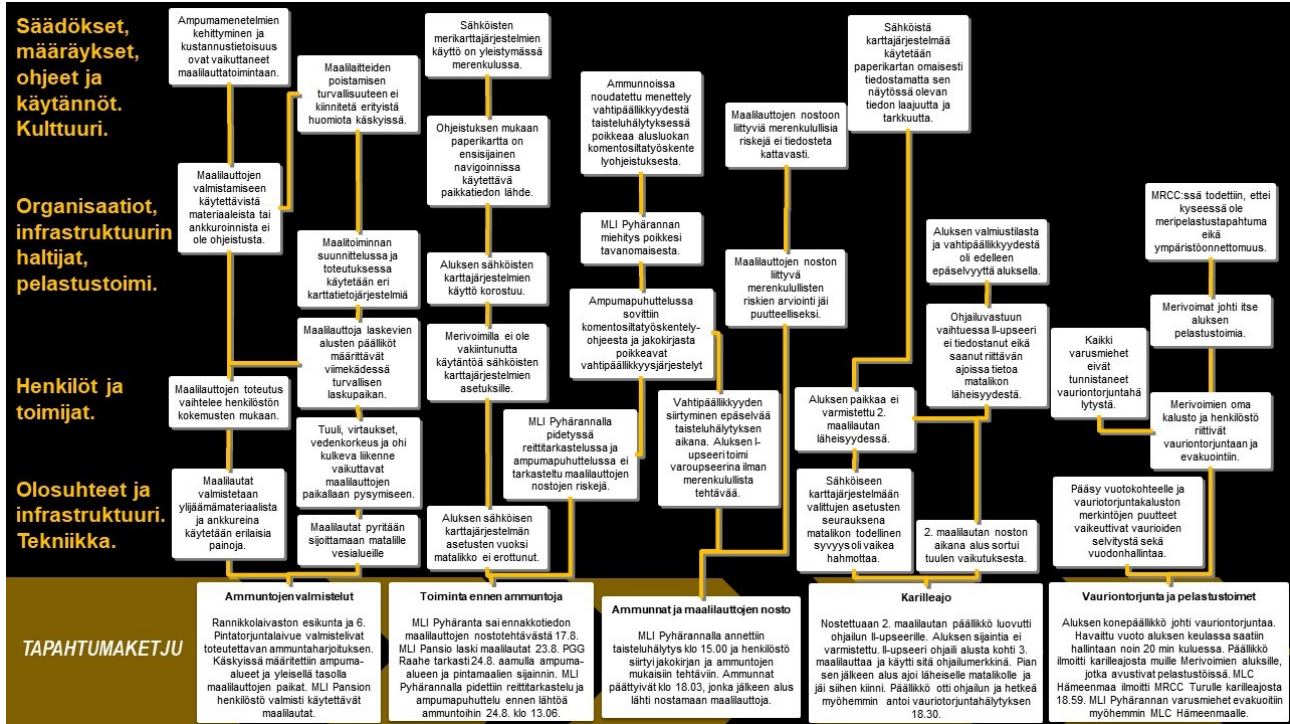 Säädökset,
määräykset,
ohjeet ja
käytännöt.
Kulttuuri.
Organisaatiot,
infrastruktuurin
haltijat,
pelastustoimi.
Henkilöt ja
toimijat.
Olosuhteet ja
infrastruktuuri.
Tekniikka.
Ampumamenetelmien
kehittyminen ja
kustannustietoisuus
ovat vaikuttaneet
maalilauttatoimintaan.
Maalilaitteiden
poistamisen
turvallisuuteen ei
kiinnitetä erityistä
huomiota käskyissä.
Maalilauttojen
valmistamiseen
käytettävistä
materiaaleista tai
ankkuroinnista ei
ole ohjeistusta.
Maalitoiminnan
suunnittelussa ja
toteutuksessa
käytetään eri
karttatietojärjestelmiä
Maalilauttoja laskevien
alusten päälliköt
määrittävät
viimekädessä
turvallisen
laskupaikan.
Maalilauttojen toteutus
vaihtelee henkilöstön
kokemusten mukaan.
Tuuli, virtaukset,
vedenkorkeus ja ohi
kulkeva liikenne
vaikuttavat
maalilauttojen
paikallaan pysymiseen.
Maalilautat valmistetaan
ylijäämämateriaalista
ja ankkureina
käytetään erilaisia
painoja.
Maalilautat pyritään
sijoittamaan matalille
vesialueille
Sähköisten
merikarttajärjestelmien
käyttö on yleistymässä
merenkulussa.
Ohjeistuksen mukaan
paperikartta on
ensisijainen
navigoinnissa
käytettävä
paikkatiedon lähde.
Aluksen sähköisten
karttajärjestelmien
käyttö korostuu.
Merivoimilla ei ole
vakiintunutta
käytäntöä sähköisten
karttajärjestelmien
asetuksille.
MLI Pyhärannalla
pidetyssä
reittitarkastelussa ja
ampumapuhuttelussa ei
tarkasteltu maalilauttojen
nostojen riskejä.
Aluksen sähköisen
karttajärjestelmän
asetusten vuoksi
matalikko ei erottunut.
Ammunnoissa
noudatettu menettely
vahtipäällikkyydestä
taisteluhälytyksessä
poikkeaa alusluokan
komentosiltatyöskente
lyohjeistuksesta.
MLI Pyhärannan
miehitys poikkesi
tavanomaisesta.
Ampumapuhuttelussa
sovittiin
komentosiltatyöskentely-
ohjeesta ja jakokirjasta
poikkeavat
vahtipäällikkyysjärjestelyt
Vahtipäällikkyyden
siirtyminen epäselvää
taisteluhälytyksen
aikana. Aluksen I-
upseeri toimi
varoupseerina ilman
merenkulullista
tehtävää.
Maalilauttojen nostoon
liittyviä merenkulullisia
riskejä ei tiedosteta
kattavasti.
Maalilauttojen noston
liittyvä
merenkulullisten
riskien arviointi jäi
puutteelliseksi.
Sähköistä
karttajärjestelmää
käytetään
paperikartan omaisesti
tiedostamatta sen
näytössä olevan
tiedon laajuutta ja
tarkkuutta.
Aluksen valmiustilasta
ja vahtipäällikkyydestä
oli edelleen
epäselvyyttä aluksella.
Ohjailuvastuun
vaihtuessa II-upseeri
ei tiedostanut eikä
saanut riittävän
ajoissa tietoa
matalikon
läheisyydestä.
Aluksen paikkaa ei
varmistettu 2.
maalilautan
läheisyydessä.
Sähköiseen
karttajärjestelmään
valittujen asetusten
seurauksena
matalikon todellinen
syvyys oli vaikea
hahmottaa.
2. maalilautan noston
aikana alus sortui
tuulen vaikutuksesta.
MRCC:ssä todettiin, ettei
kyseessä ole
meripelastustapahtuma
eikä
ympäristöonnettomuus.
Merivoimat johti itse
aluksen
pelastustoimia.
Kaikki
varusmiehet
eivät
tunnistaneet
vauriontorjuntahä
lytystä.
Merivoimien oma
kalusto ja henkilöstö
riittivät
vauriontorjuntaan ja
evakuointiin.
Pääsy vuotokohteelle ja
vauriotorjuntakaluston
merkintöjen puutteet
vaikeuttivat vaurioiden
selvitystä sekä
vuodonhallintaa.
TAPAHTUMAKETJU
Ammuntojen valmistelut
Rannikkolaivaston esikunta ja 6.
Pintatorjuntalaivue valmistelivat
toteutettavan ammuntaharjoituksen.
Käskyissä määritettiin ampuma-
alueet ja yleisellä tasolla
maalilauttojen paikat. MLI Pansion
henkilöstö valmisti käytettävät
maalilautat.
Toiminta ennen ammuntoja
MLI Pyhäranta sai ennakkotiedon
maalilauttojen nostotehtävästä 17.8.
MLI Pansio laski maalilautat 23.8. PGG
Raahe tarkasti 24.8. aamulla ampuma-
alueen ja pintamaalien sijainnin. MLI
Pyhärannalla pidettiin reittitarkastelu ja
ampumapuhuttelu ennen lähtöä
ammuntoihin 24.8. klo 13.06.
Ammunnat ja maalilauttojen nosto
MLI Pyhärannalla annettiin
taisteluhälytys klo 15.00 ja henkilöstö
siirtyi jakokirjan ja ammuntojen
mukaisiin tehtäviin. Ammunnat
päättyivät klo 18.03, jonka jälkeen alus
lähti nostamaan maalilauttoja.
Karilleajo
Nostettuaan 2. maalilautan päällikkö luovutti
ohjailun II-upseerille. Aluksen sijaintia ei
varmistettu. II-upseeri ohjaili alusta kohti 3.
maalilauttaa ja käytti sitä ohjailumerkkinä. Pian
sen jälkeen alus ajoi läheiselle matalikolle ja
jäi siihen kiinni. Päällikkö otti ohjailun ja hetkeä
myöhemmin antoi vauriotorjuntahälytyksen
18.30.
Vauriontorjunta ja pelastustoimet
Aluksen konepäällikkö johti vauriontorjuntaa.
Havaittu vuoto aluksen keulassa saatiin
hallintaan noin 20 min kuluessa. Päällikkö
ilmoitti karilleajosta muille Merivoimien aluksille,
jotka avustivat pelastustöissä. MLC
Hämeenmaa ilmoitti MRCC Turulle karilleajosta
18.59. MLI Pyhärannan varusmiehet evakuoitiin
myöhemmin MLC Hämeenmaalle.